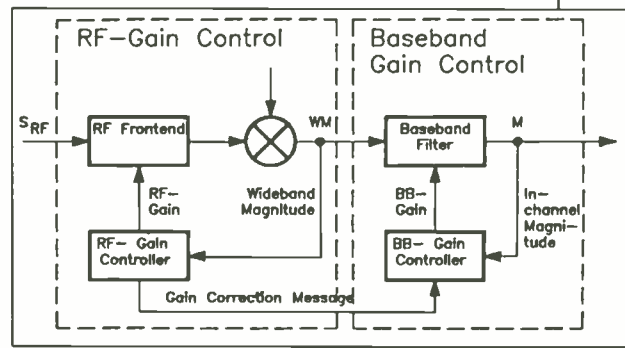 RF-Gain Control
Baseband
Gain Control
S RF
RF Frontend
WM
Baseband
Filter
M
RF-
Gain
Wideband
Magnitude
BB-
Gain
In-
channel
Magni-
tude
RF- Gain
Controller
BB- Gain
Controller
Gain Correction Message